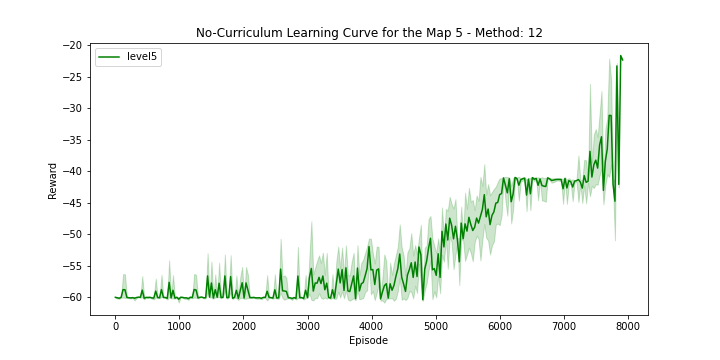 No-Curriculum Learning Curve for the Map 5 - Method: 12
level5
Reward
−20
−25
−30
−35
−40
−45
−50
−55
−60
0 1000 2000 3000 4000 5000 6000 7000 8000
Episode